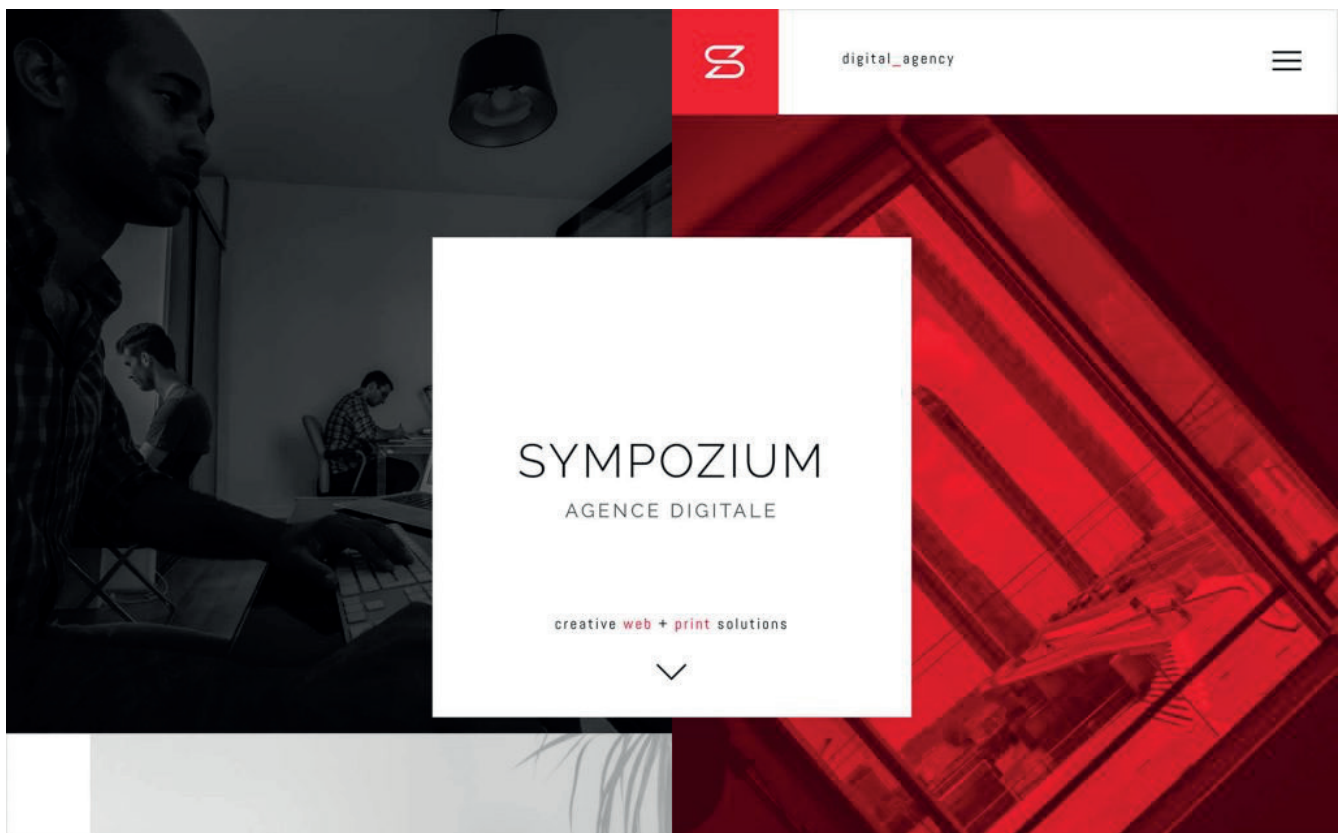 S
digital_agency
SYMPOZIUM
AGENCE DIGITALE
creative web + print solutions